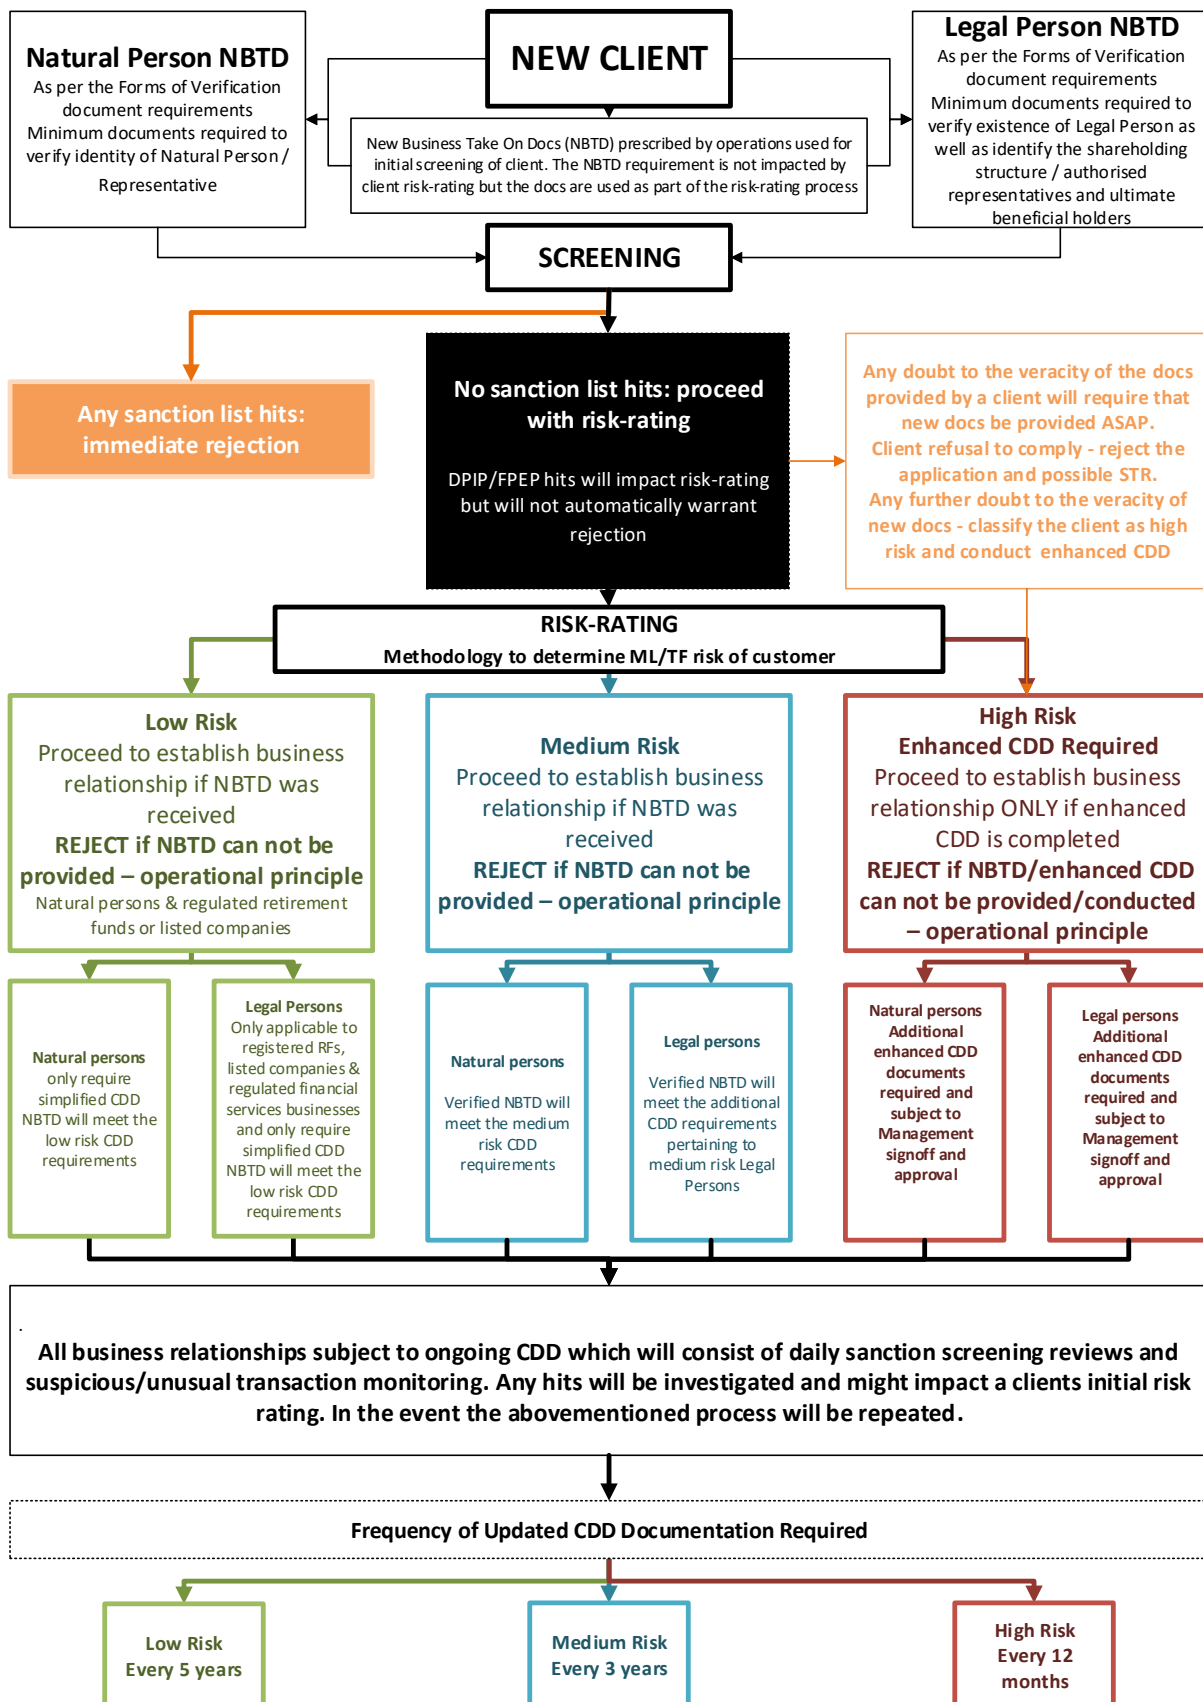 Natural Person NBTD
As per the Forms of Verification
document requirements
Minimum documents required to
verify identity of Natural Person /
Representative
NEW CLIENT
New Business Take On Docs (NBTD) prescribed by operations used for
initial screening of client. The NBTD requirement is not impacted by
client risk-rating but the docs are used as part of the risk-rating process
Legal Person NBTD
As per the Forms of Verification
document requirements
Minimum documents required to
verify existence of Legal Person as
well as identify the shareholding
structure / authorised
representatives and ultimate
beneficial holders
SCREENING
Any sanction list hits:
immediate rejection
No sanction list hits: proceed
with risk-rating
DPIP/FPEP hits will impact risk-rating
but will not automatically warrant
rejection
Any doubt to the veracity of the docs
provided by a client will require that
new docs be provided ASAP.
Client refusal to comply - reject the
application and possible STR.
Any further doubt to the veracity of
new docs - classify the client as high
risk and conduct enhanced CDD
RISK-RATING
Methodology to determine ML/TF risk of customer
Low Risk
Proceed to establish business
relationship if NBTD was
received
REJECT if NBTD can not be
provided – operational principle
Natural persons & regulated retirement
funds or listed companies
Medium Risk
Proceed to establish business
relationship if NBTD was
received
REJECT if NBTD can not be
provided – operational principle
High Risk
Enhanced CDD Required
Proceed to establish business
relationship ONLY if enhanced
CDD is completed
REJECT if NBTD/enhanced CDD
can not be provided/conducted
– operational principle
Natural persons
only require
simplified CDD
NBTD will meet the
low risk CDD
requirements
Legal Persons
Only applicable to
registered RFs,
listed companies &
regulated financial
services businesses
and only require
simplified CDD
NBTD will meet the
low risk CDD
requirements
Natural persons
Verified NBTD will
meet the medium
risk CDD
requirements
Legal persons
Verified NBTD will
meet the additional
CDD requirements
pertaining to
medium risk Legal
Persons
Natural persons
Additional
enhanced CDD
documents
required and
subject to
Management
signoff and
approval
Legal persons
Additional
enhanced CDD
documents
required and
subject to
Management
signoff and
approval
.
All business relationships subject to ongoing CDD which will consist of daily sanction screening reviews and
suspicious/unusual transaction monitoring. Any hits will be investigated and might impact a clients initial risk
rating. In the event the abovementioned process will be repeated.
Frequency of Updated CDD Documentation Required
Low Risk
Every 5 years
Medium Risk
Every 3 years
High Risk
Every 12
months